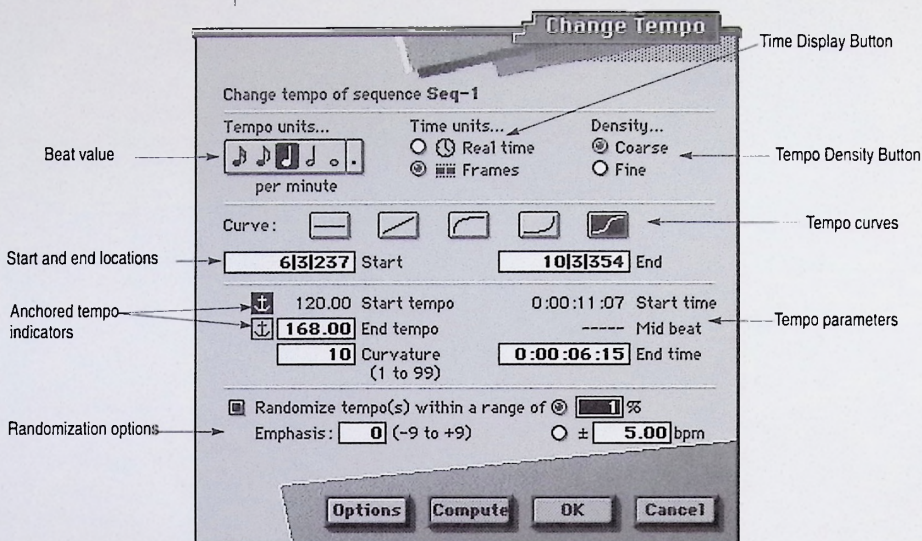 Change Tempo
Time Display Button
Change tempo of sequence Seq-1
Tempo units...
Time units...
Density...
Beat value
Real time
Coarse
Tempo Density Button
Frames
Fine
per minute
Curve:
Tempo curves
Start and end locations
6|3|237 Start
10|3|354 End
Anchored tempo
indicators
120.00 Start tempo
0:00:11:07 Start time
168.00 End tempo
----- Mid beat
Tempo parameters
10 Curvature
(1 to 99)
0:00:06:15 End time
Randomize tempo(s) within a range of 1 %
Randomization options
Emphasis: 0 (-9 to +9)
± 5.00 bpm
Options
Compute
OK
Cancel